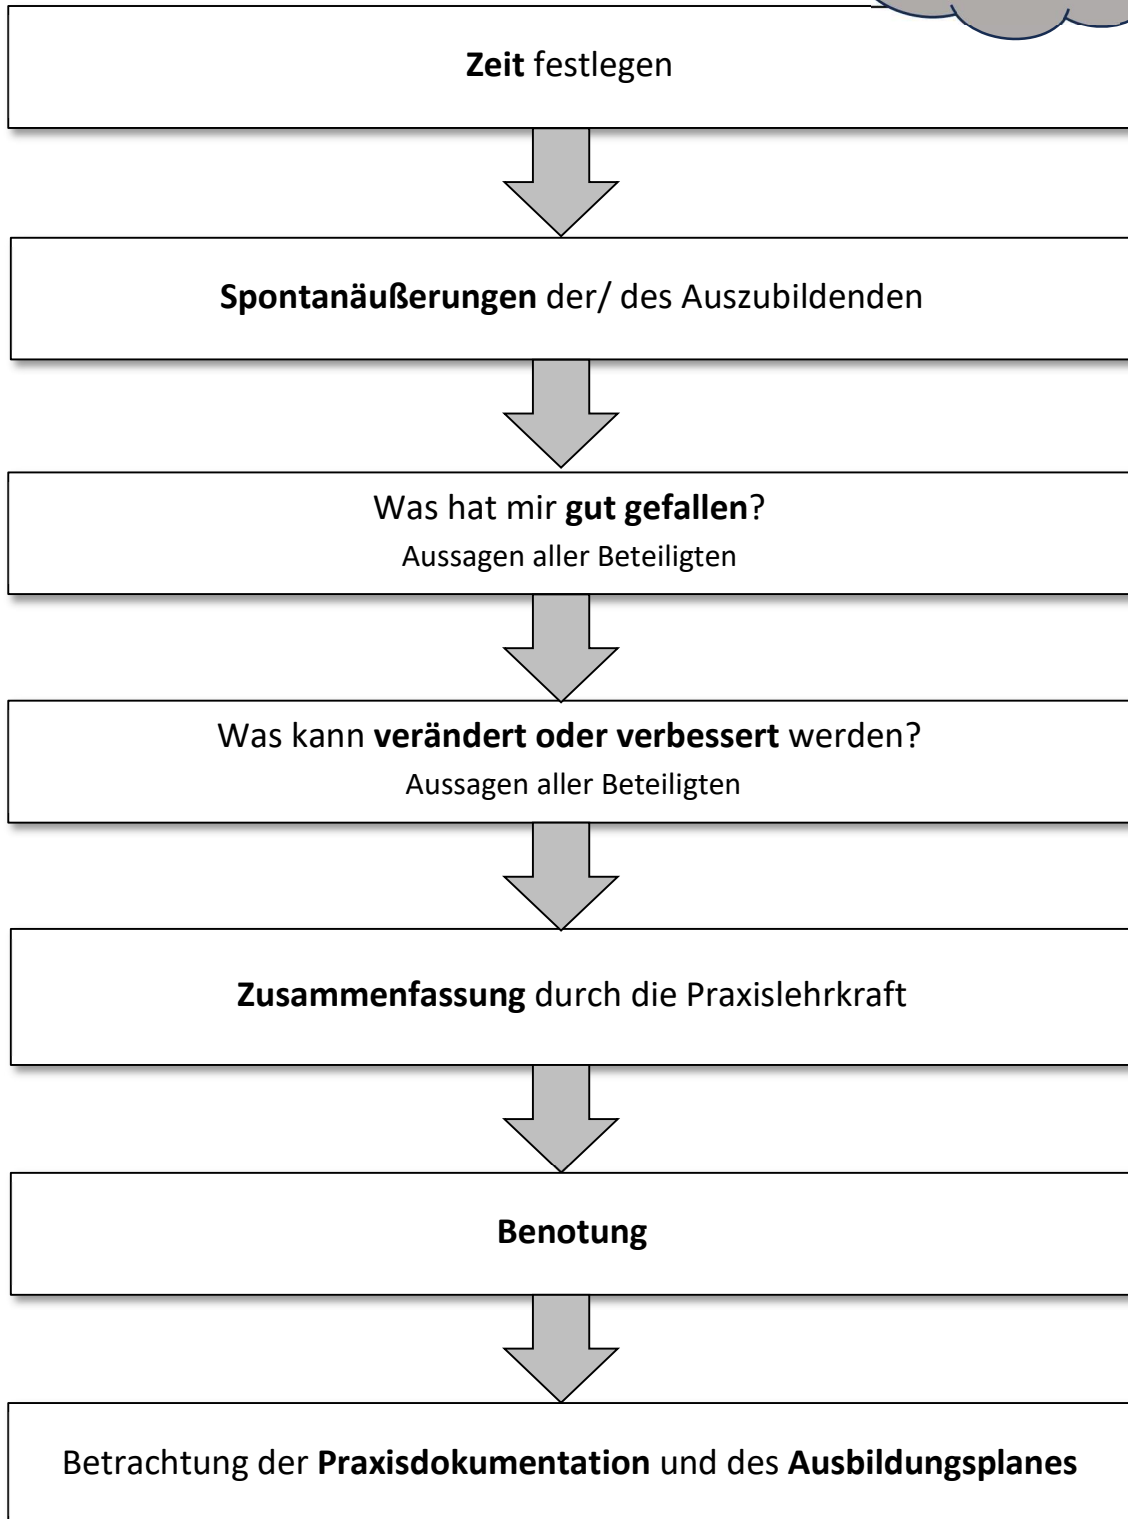 Zeit festlegen
Spontanäußerungen der/ des Auszubildenden
Was hat mir gut gefallen?
Aussagen aller Beteiligten
Was kann verändert oder verbessert werden?
Aussagen aller Beteiligten
Zusammenfassung durch die Praxislehrkraft
Benotung
Betrachtung der Praxisdokumentation und des Ausbildungsplanes